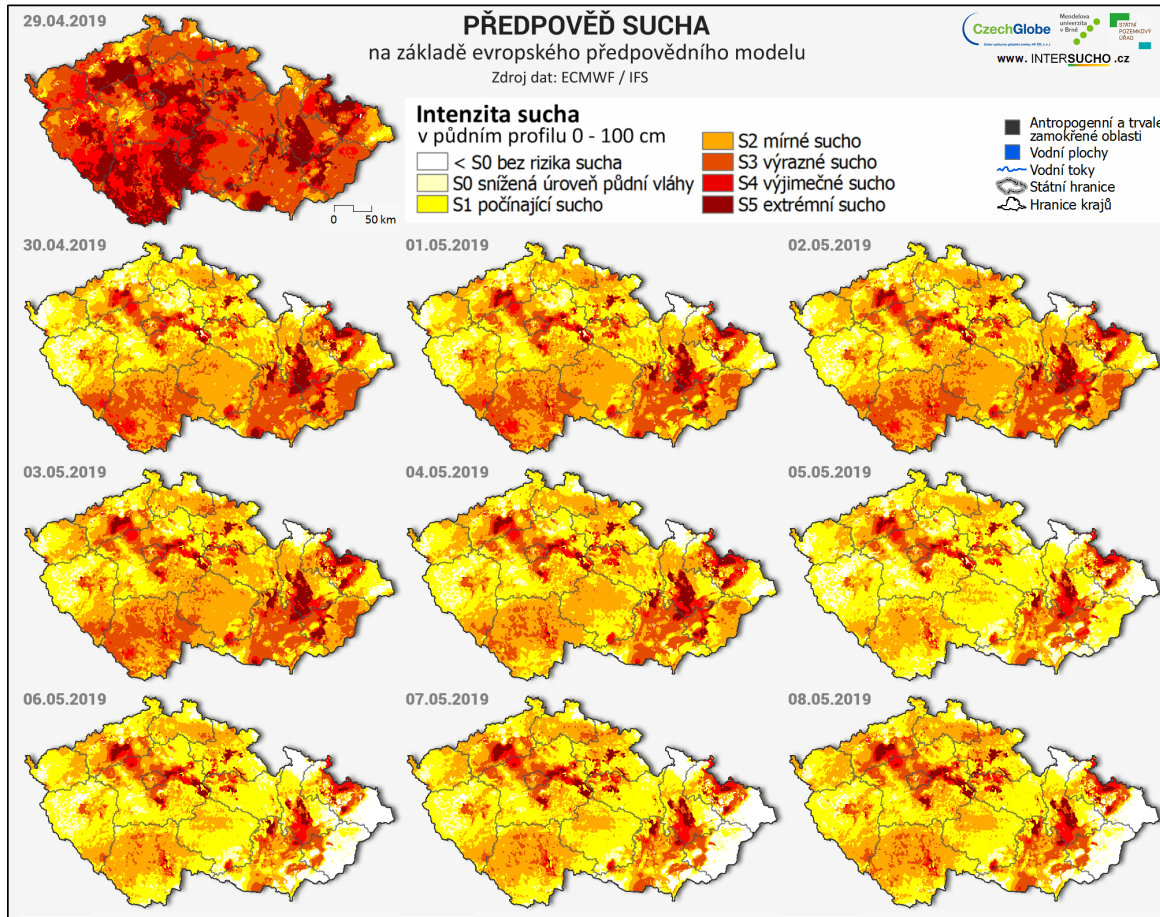 29.04.2019
PŘEDPOVĚĎ SUCHA
na základě evropského předpovědního modelu
Zdroj dat: ECMWF / IFS
CzechGlobe
Mendelova
univerzita
v Brně
STÁTNÍ
POZEMKOVÝ
ÚŘAD
www. INTERSUCHO .cz
Intenzita sucha
v půdním profilu 0 - 100 cm
< S0 bez rizika sucha
S0 snížená úroveň půdní vláhy
S1 počínající sucho
S2 mírné sucho
S3 výrazné sucho
S4 výjimečné sucho
S5 extrémní sucho
Antropogenní a trvale
zamokřené oblasti
Vodní plochy
Vodní toky
Státní hranice
Hranice krajů
0 50 km
30.04.2019
01.05.2019
02.05.2019
03.05.2019
04.05.2019
05.05.2019
06.05.2019
07.05.2019
08.05.2019